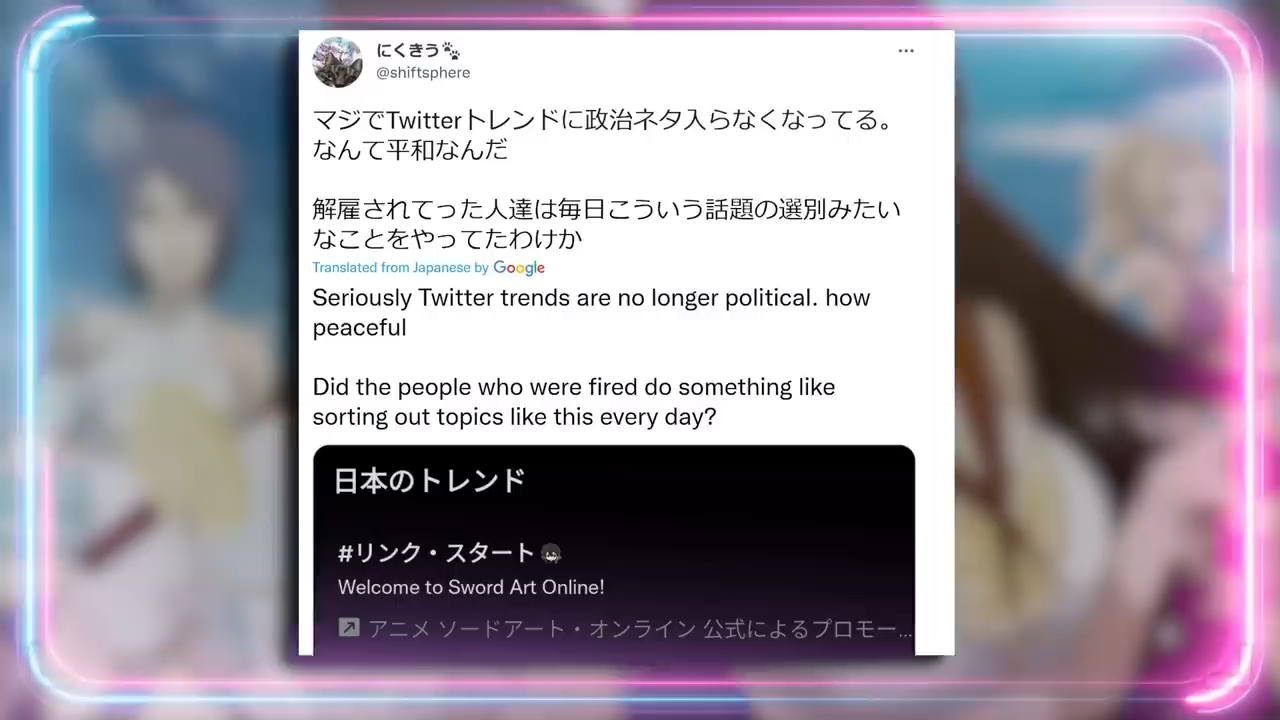 にくきう🐾
@shiftsphere
マジでTwitterトレンドに政治ネタ入らなくなってる。
なんて平和なんだ
解雇されてった人達は毎日こういう話題の選別みたい
なことをやってたわけか
Translated from Japanese by Google
Seriously Twitter trends are no longer political. how
peaceful
Did the people who were fired do something like
sorting out topics like this every day?
日本のトレンド
#リンク・スタート
Welcome to Sword Art Online!
アニメ ソードアート・オンライン 公式によるプロモー...